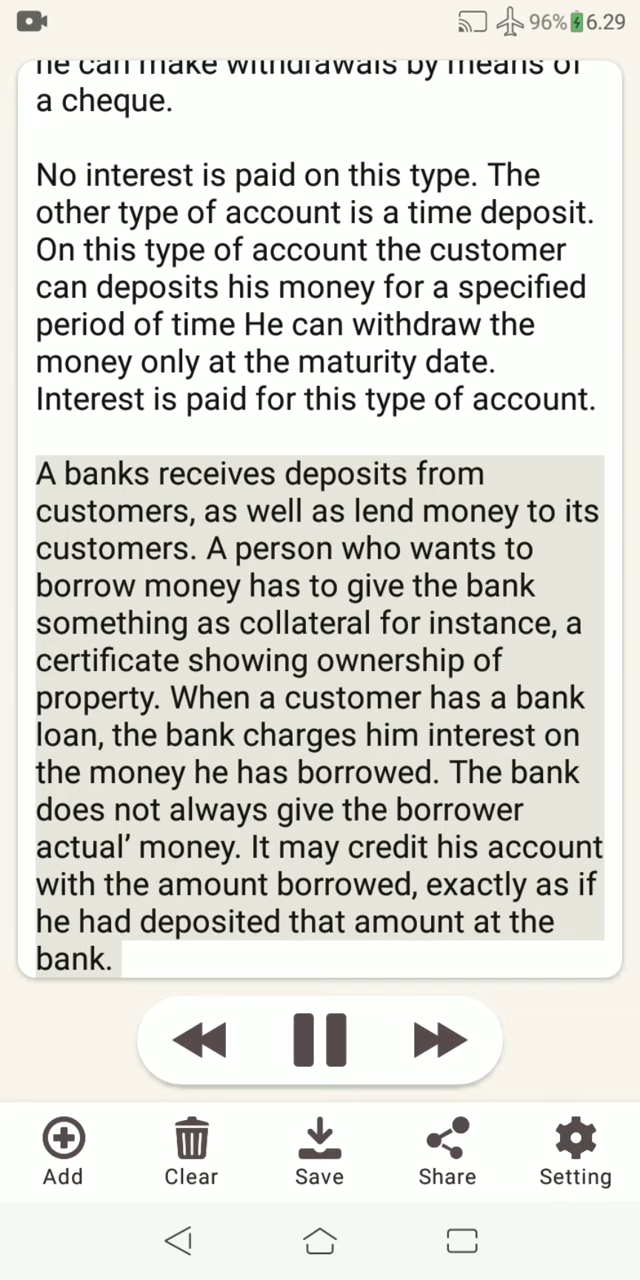 96% 6.29
he can make withdrawals by means of
a cheque.
No interest is paid on this type. The
other type of account is a time deposit.
On this type of account the customer
can deposits his money for a specified
period of time He can withdraw the
money only at the maturity date.
Interest is paid for this type of account.
A banks receives deposits from
customers, as well as lend money to its
customers. A person who wants to
borrow money has to give the bank
something as collateral for instance, a
certificate showing ownership of
property. When a customer has a bank
loan, the bank charges him interest on
the money he has borrowed. The bank
does not always give the borrower
actual’ money. It may credit his account
with the amount borrowed, exactly as if
he had deposited that amount at the
bank.
Add Clear Save Share Setting